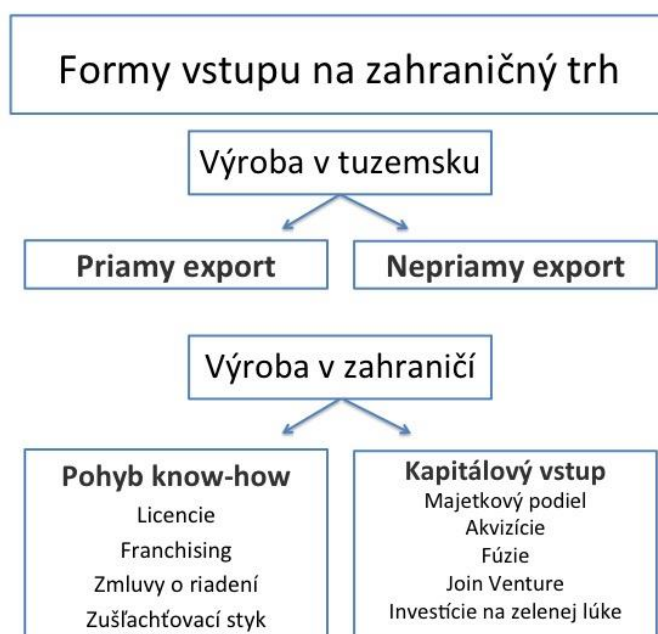 Formy vstupu na zahraničný trh
Výroba v tuzemsku
Priamy export
Nepriamy export
Výroba v zahraničí
Pohyb know-how
Licencie
Franchising
Zmluvy o riadení
Zušľachťovací styk
Kapitálový vstup
Majetkový podiel
Akvizície
Fúzie
Join Venture
Investície na zelenej lúke